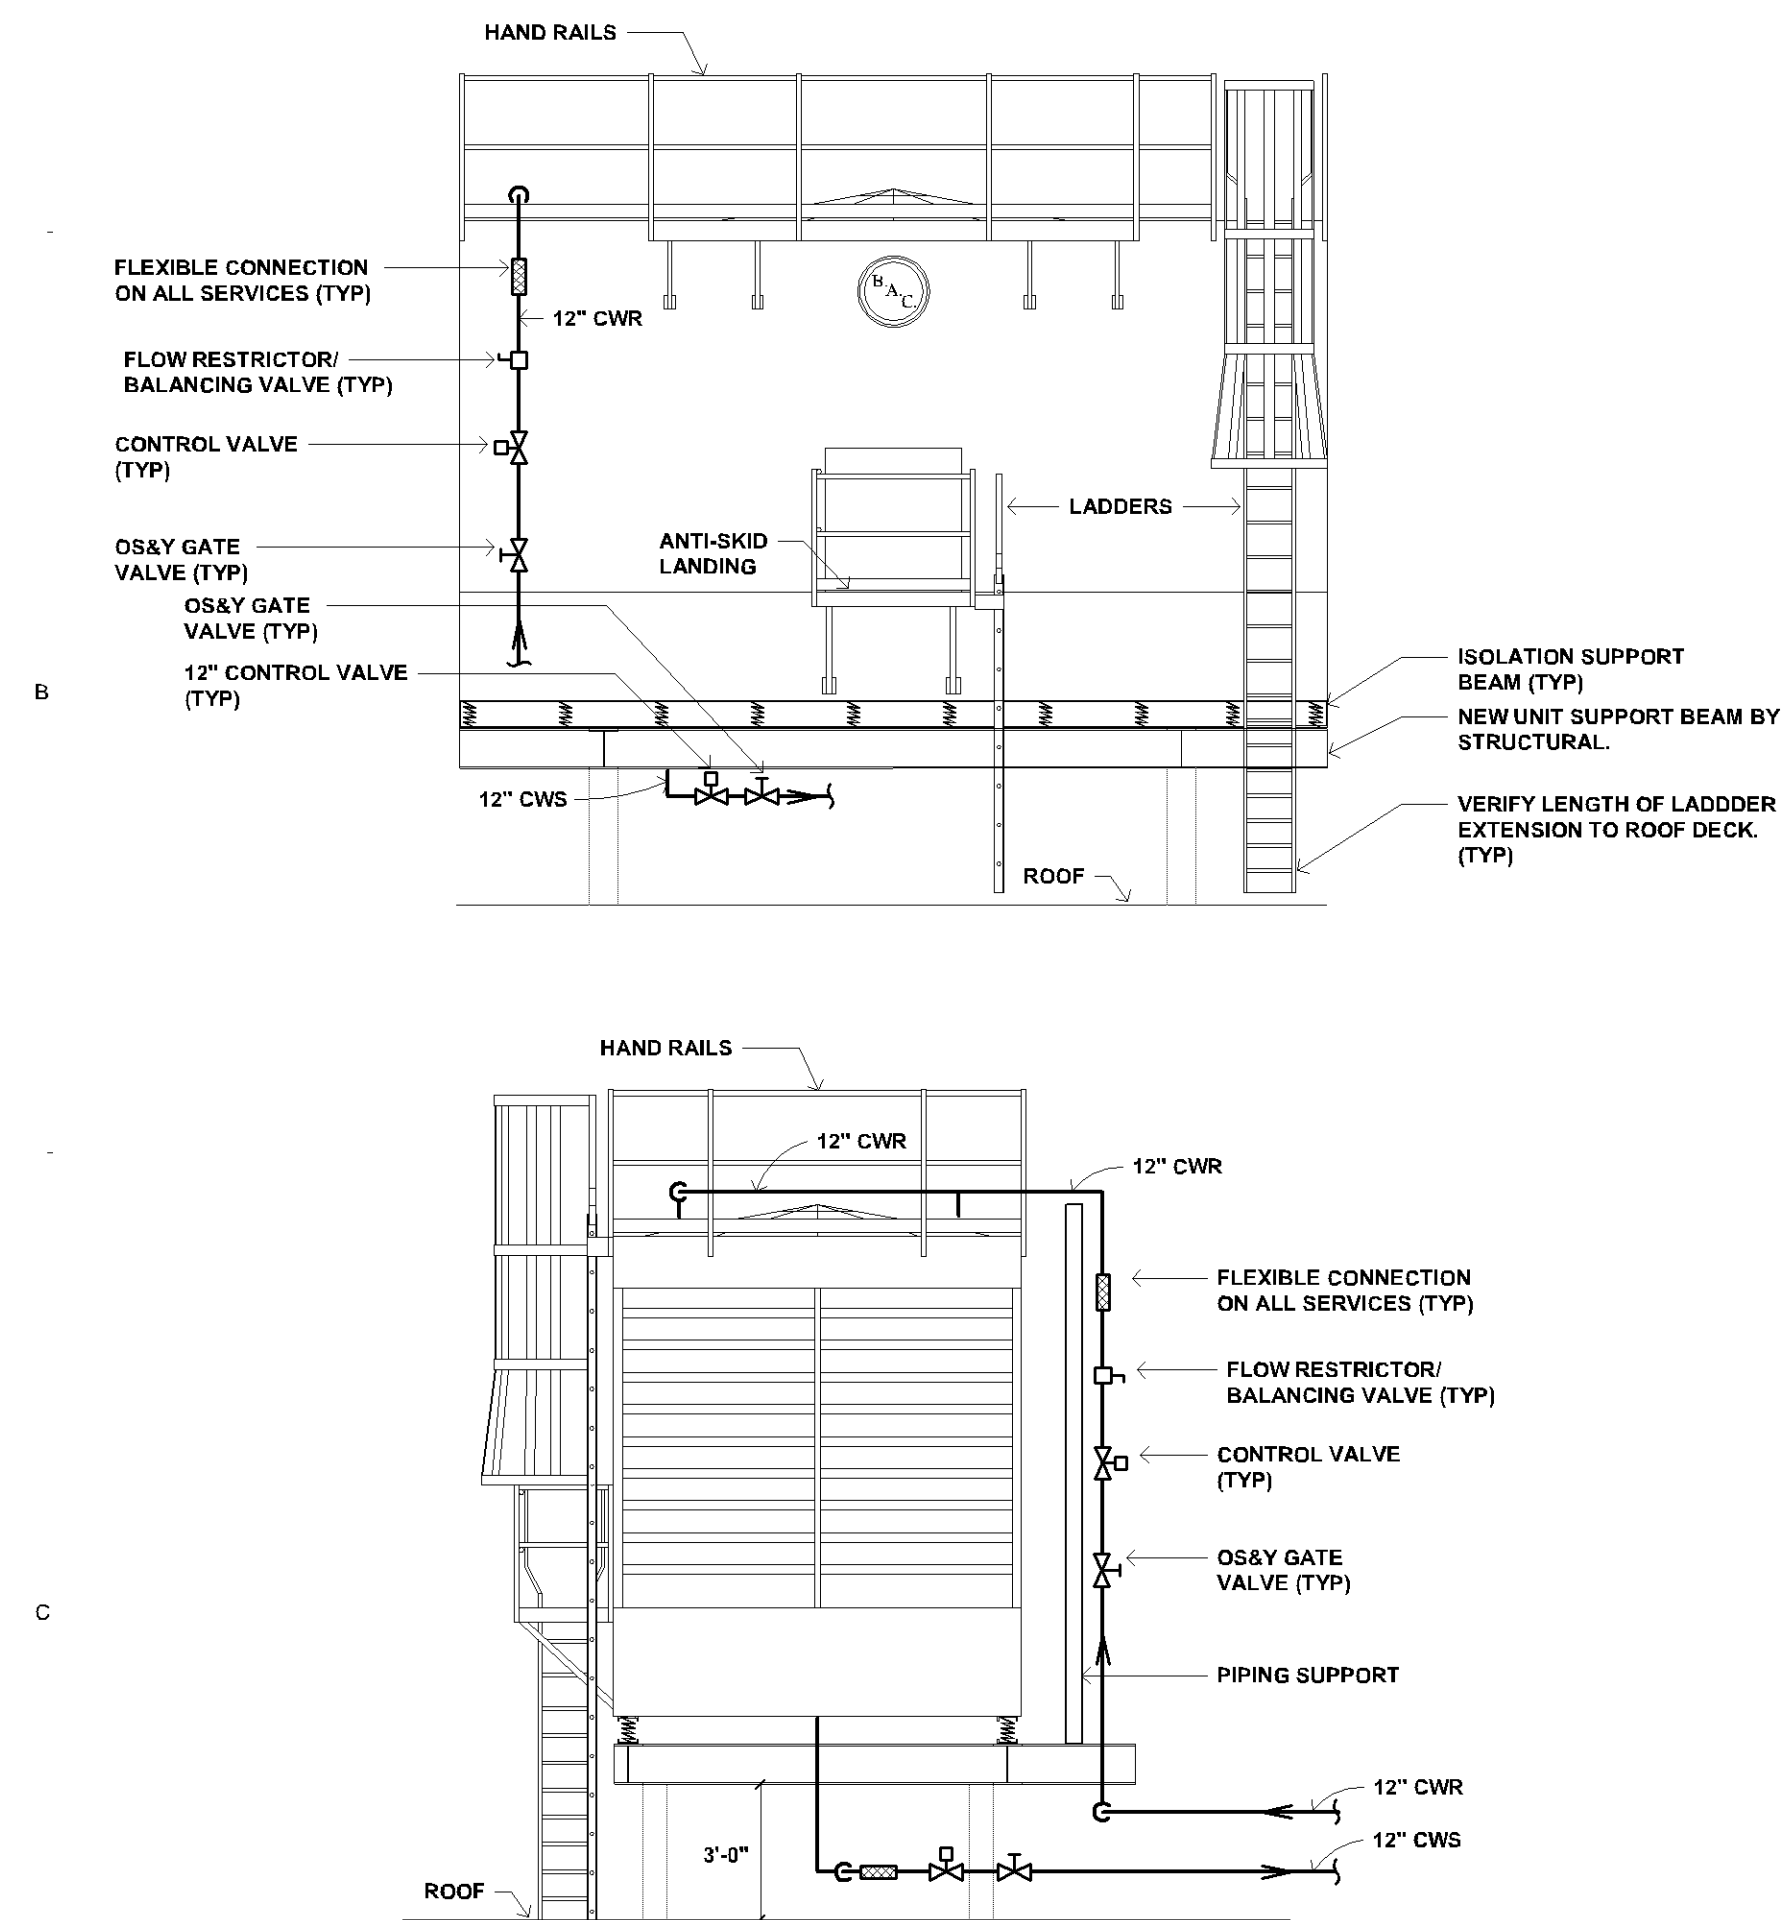 HAND RAILS
B.A.C.
FLEXIBLE CONNECTION
ON ALL SERVICES (TYP)
12" CWR
FLOW RESTRICTOR/
BALANCING VALVE (TYP)
CONTROL VALVE
(TYP)
LADDERS
OS&Y GATE
VALVE (TYP)
ANTI-SKID
LANDING
OS&Y GATE
VALVE (TYP)
12" CONTROL VALVE
(TYP)
B
ISOLATION SUPPORT
BEAM (TYP)
NEW UNIT SUPPORT BEAM BY
STRUCTURAL.
12" CWS
VERIFY LENGTH OF LADDDER
EXTENSION TO ROOF DECK.
(TYP)
ROOF
HAND RAILS
12" CWR
12" CWR
FLEXIBLE CONNECTION
ON ALL SERVICES (TYP)
FLOW RESTRICTOR/
BALANCING VALVE (TYP)
CONTROL VALVE
(TYP)
OS&Y GATE
VALVE (TYP)
C
PIPING SUPPORT
12" CWR
12" CWS
3'-0"
ROOF